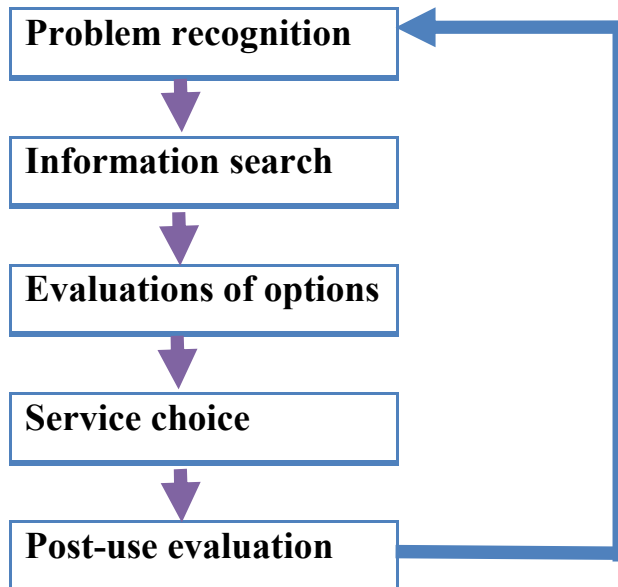 Problem recognition
Information search
Evaluations of options
Service choice
Post-use evaluation